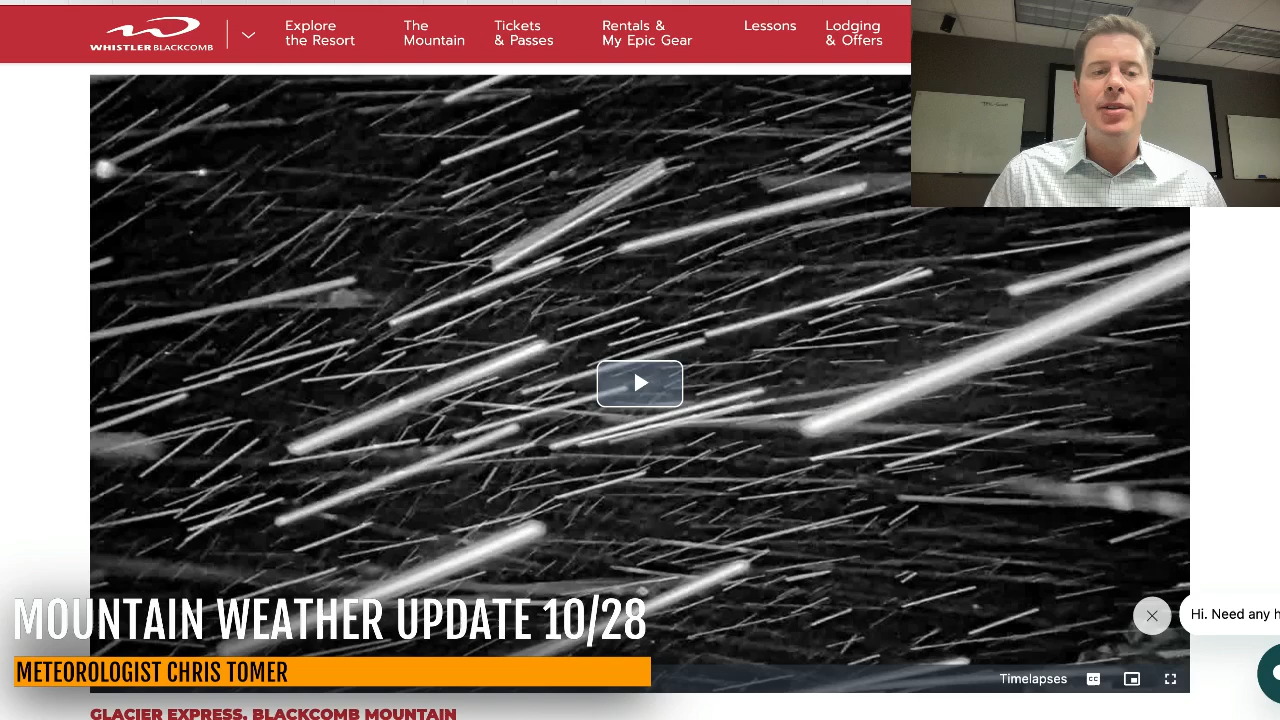 WHISTLER BLACKCOMB
Explore
the Resort
The
Mountain
Tickets
& Passes
Rentals &
My Epic Gear
Lessons
Lodging
& Offers
MOUNTAIN WEATHER UPDATE 10/28
METEOROLOGIST CHRIS TOMER
Hi. Need any h
Timelapses
CC
GLACIER EXPRESS, BLACKCOMB MOUNTAIN